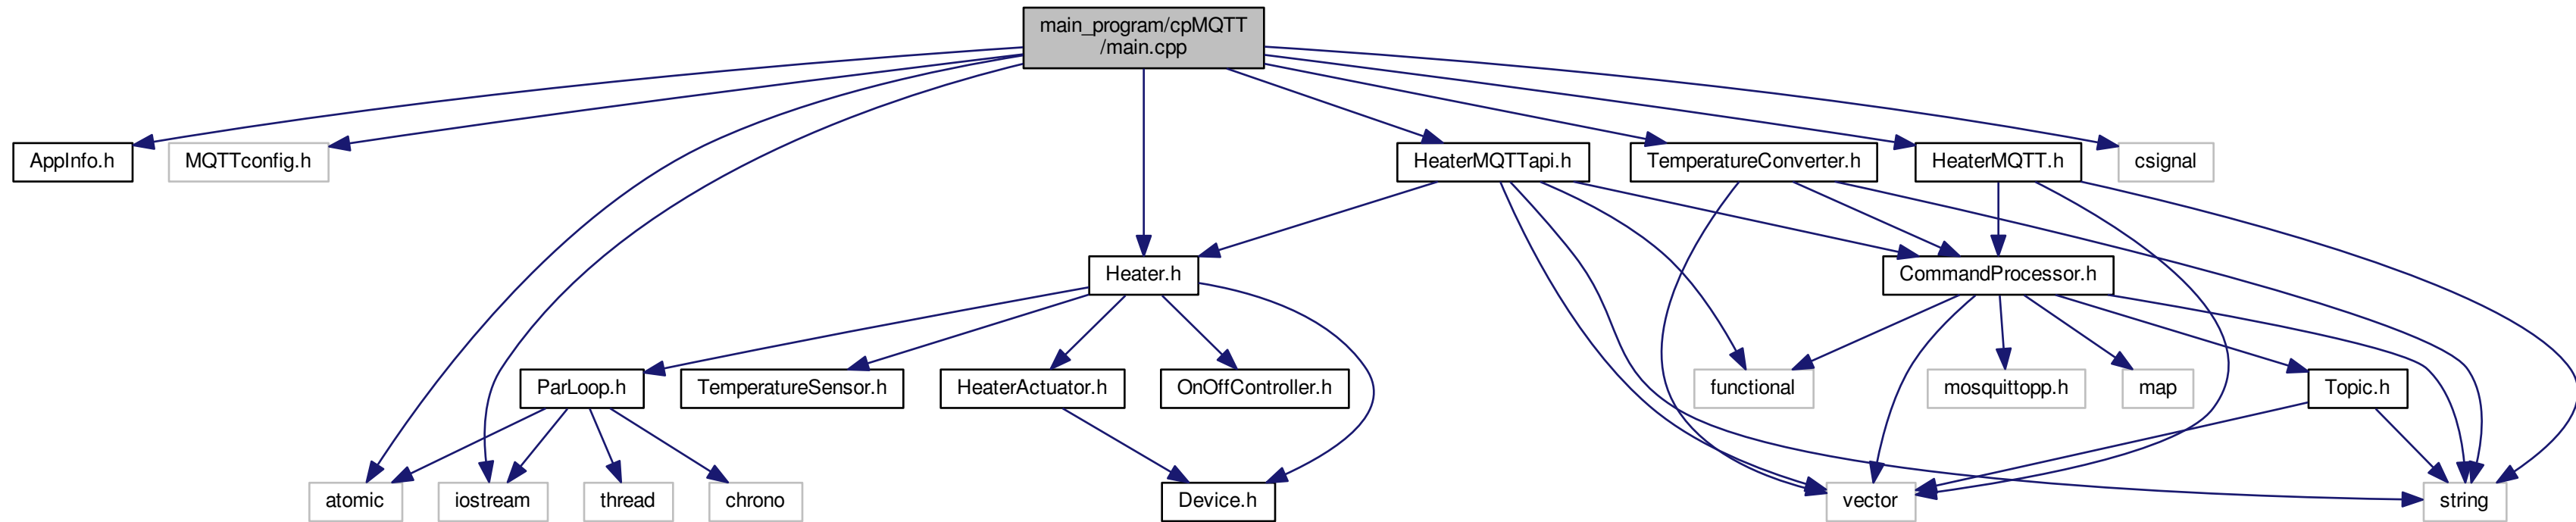 main_program/cpMQTT
/main.cpp
AppInfo.h
MQTTconfig.h
HeaterMQTTapi.h
TemperatureConverter.h
HeaterMQTT.h
csignal
Heater.h
CommandProcessor.h
ParLoop.h
TemperatureSensor.h
HeaterActuator.h
OnOffController.h
functional
mosquittopp.h
map
Topic.h
atomic
iostream
thread
chrono
Device.h
vector
string